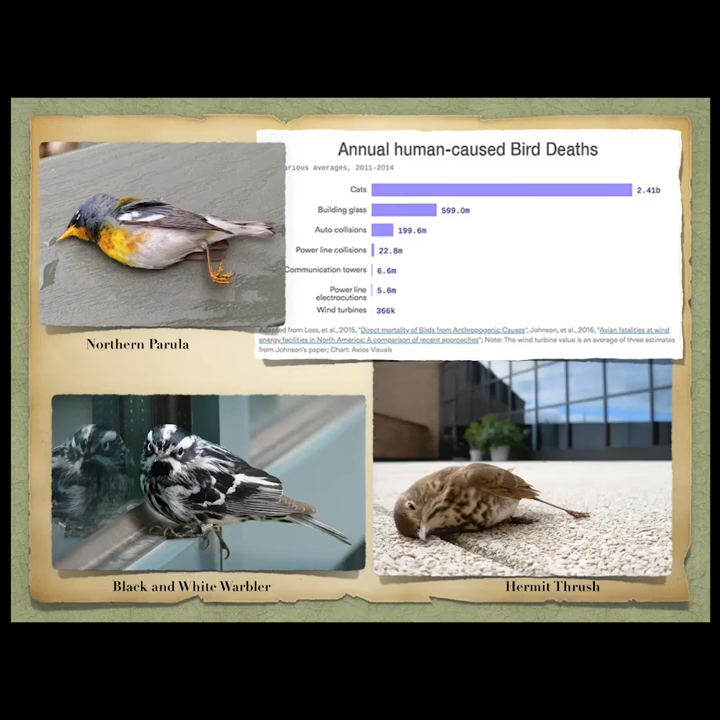 Annual human-caused Bird Deaths
arious averages, 2011-2014
Cats 2.41b
Building glass 599.0m
Auto collisions 199.6m
Power line collisions 22.8m
Communication towers 6.6m
Power line
electrocutions 5.6m
Wind turbines 366k
from Loss, et al., 2015, "Direct mortality of Birds from Anthropogenic Causes", Johnson, et al., 2016, "Avian fatalities at wind
energy facilities in North America: A comparison of recent approaches"; Note: The wind turbine value is an average of three estimates
from Johnson's paper; Chart: Axios Visuals
Northern Parula
Black and White Warbler
Hermit Thrush